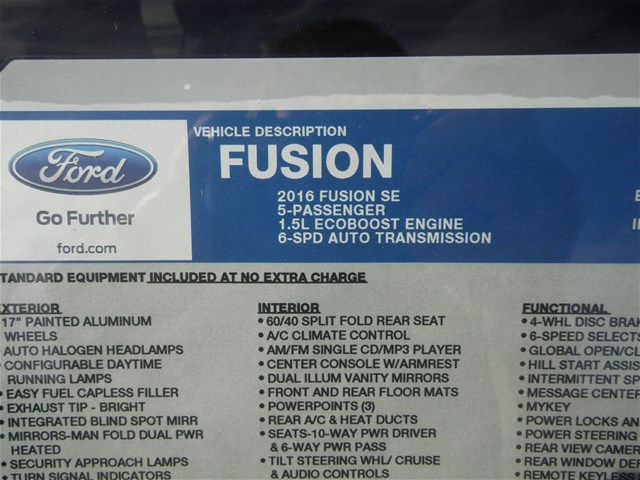 Ford
Go Further
ford.com
VEHICLE DESCRIPTION
FUSION
2016 FUSION SE
5-PASSENGER
1.5L ECOBOOST ENGINE
6-SPD AUTO TRANSMISSION
TANDARD EQUIPMENT INCLUDED AT NO EXTRA CHARGE
XTERIOR
17" PAINTED ALUMINUM
WHEELS
AUTO HALOGEN HEADLAMPS
• CONFIGURABLE DAYTIME
RUNNING LAMPS
• EASY FUEL CAPLESS FILLER
• EXHAUST TIP - BRIGHT
• INTEGRATED BLIND SPOT MIRR
• MIRRORS-MAN FOLD DUAL PWR
HEATED
• SECURITY APPROACH LAMPS
• TURN SIGNAL INDICATORS
INTERIOR
• 60/40 SPLIT FOLD REAR SEAT
• A/C CLIMATE CONTROL
• AM/FM SINGLE CD/MP3 PLAYER
• CENTER CONSOLE W/ARMREST
• DUAL ILLUM VANITY MIRRORS
• FRONT AND REAR FLOOR MATS
• POWERPOINTS (3)
• REAR A/C & HEAT DUCTS
• SEATS-10-WAY PWR DRIVER
& 6-WAY PWR PASS
• TILT STEERING WHL/ CRUISE
& AUDIO CONTROLS
FUNCTIONAL
• 4-WHL DISC BRAK
• 6-SPEED SELECTS
• GLOBAL OPEN/CL
• HILL START ASSIS
• INTERMITTENT SP
• MESSAGE CENTER
• MYKEY
• POWER LOCKS AN
• POWER STEERING
• REAR VIEW CAMER
• REAR WINDOW DE
• REMOTE KEYLESS